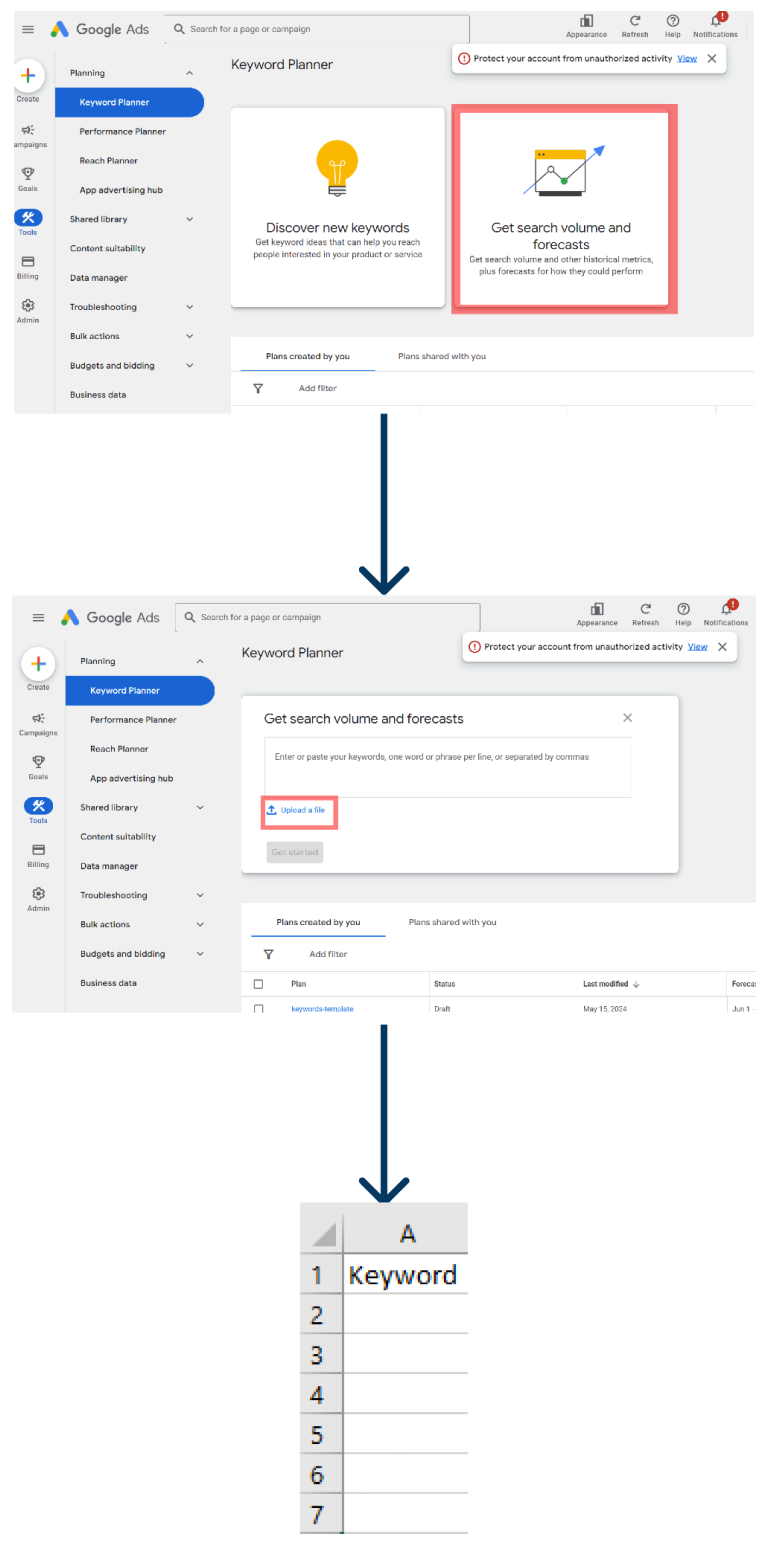 Google Ads
Search for a page or campaign
Appearance
Refresh
Help
Notifications
Protect your account from unauthorized activity View
Create
ampaigns
Goals
Tools
Billing
Admin
Planning
Keyword Planner
Performance Planner
Reach Planner
App advertising hub
Shared library
Content suitability
Data manager
Troubleshooting
Bulk actions
Budgets and bidding
Business data
Keyword Planner
Discover new keywords
Get keyword ideas that can help you reach
people interested in your product or service
Get search volume and
forecasts
Get search volume and other historical metrics,
plus forecasts for how they could perform
Plans created by you
Plans shared with you
Add filter
Google Ads
Search for a page or campaign
Appearance
Refresh
Help
Notifications
Protect your account from unauthorized activity View
Create
Campaigns
Goals
Tools
Billing
Admin
Planning
Keyword Planner
Performance Planner
Reach Planner
App advertising hub
Shared library
Content suitability
Data manager
Troubleshooting
Bulk actions
Budgets and bidding
Business data
Keyword Planner
Get search volume and forecasts
Enter or paste your keywords, one word or phrase per line, or separated by commas
Upload a file
Get started
Plans created by you
Plans shared with you
Add filter
Plan Status Last modified Foreca
keywords-template Draft May 15, 2024 Jun 1 -
A
1 Keyword
2
3
4
5
6
7